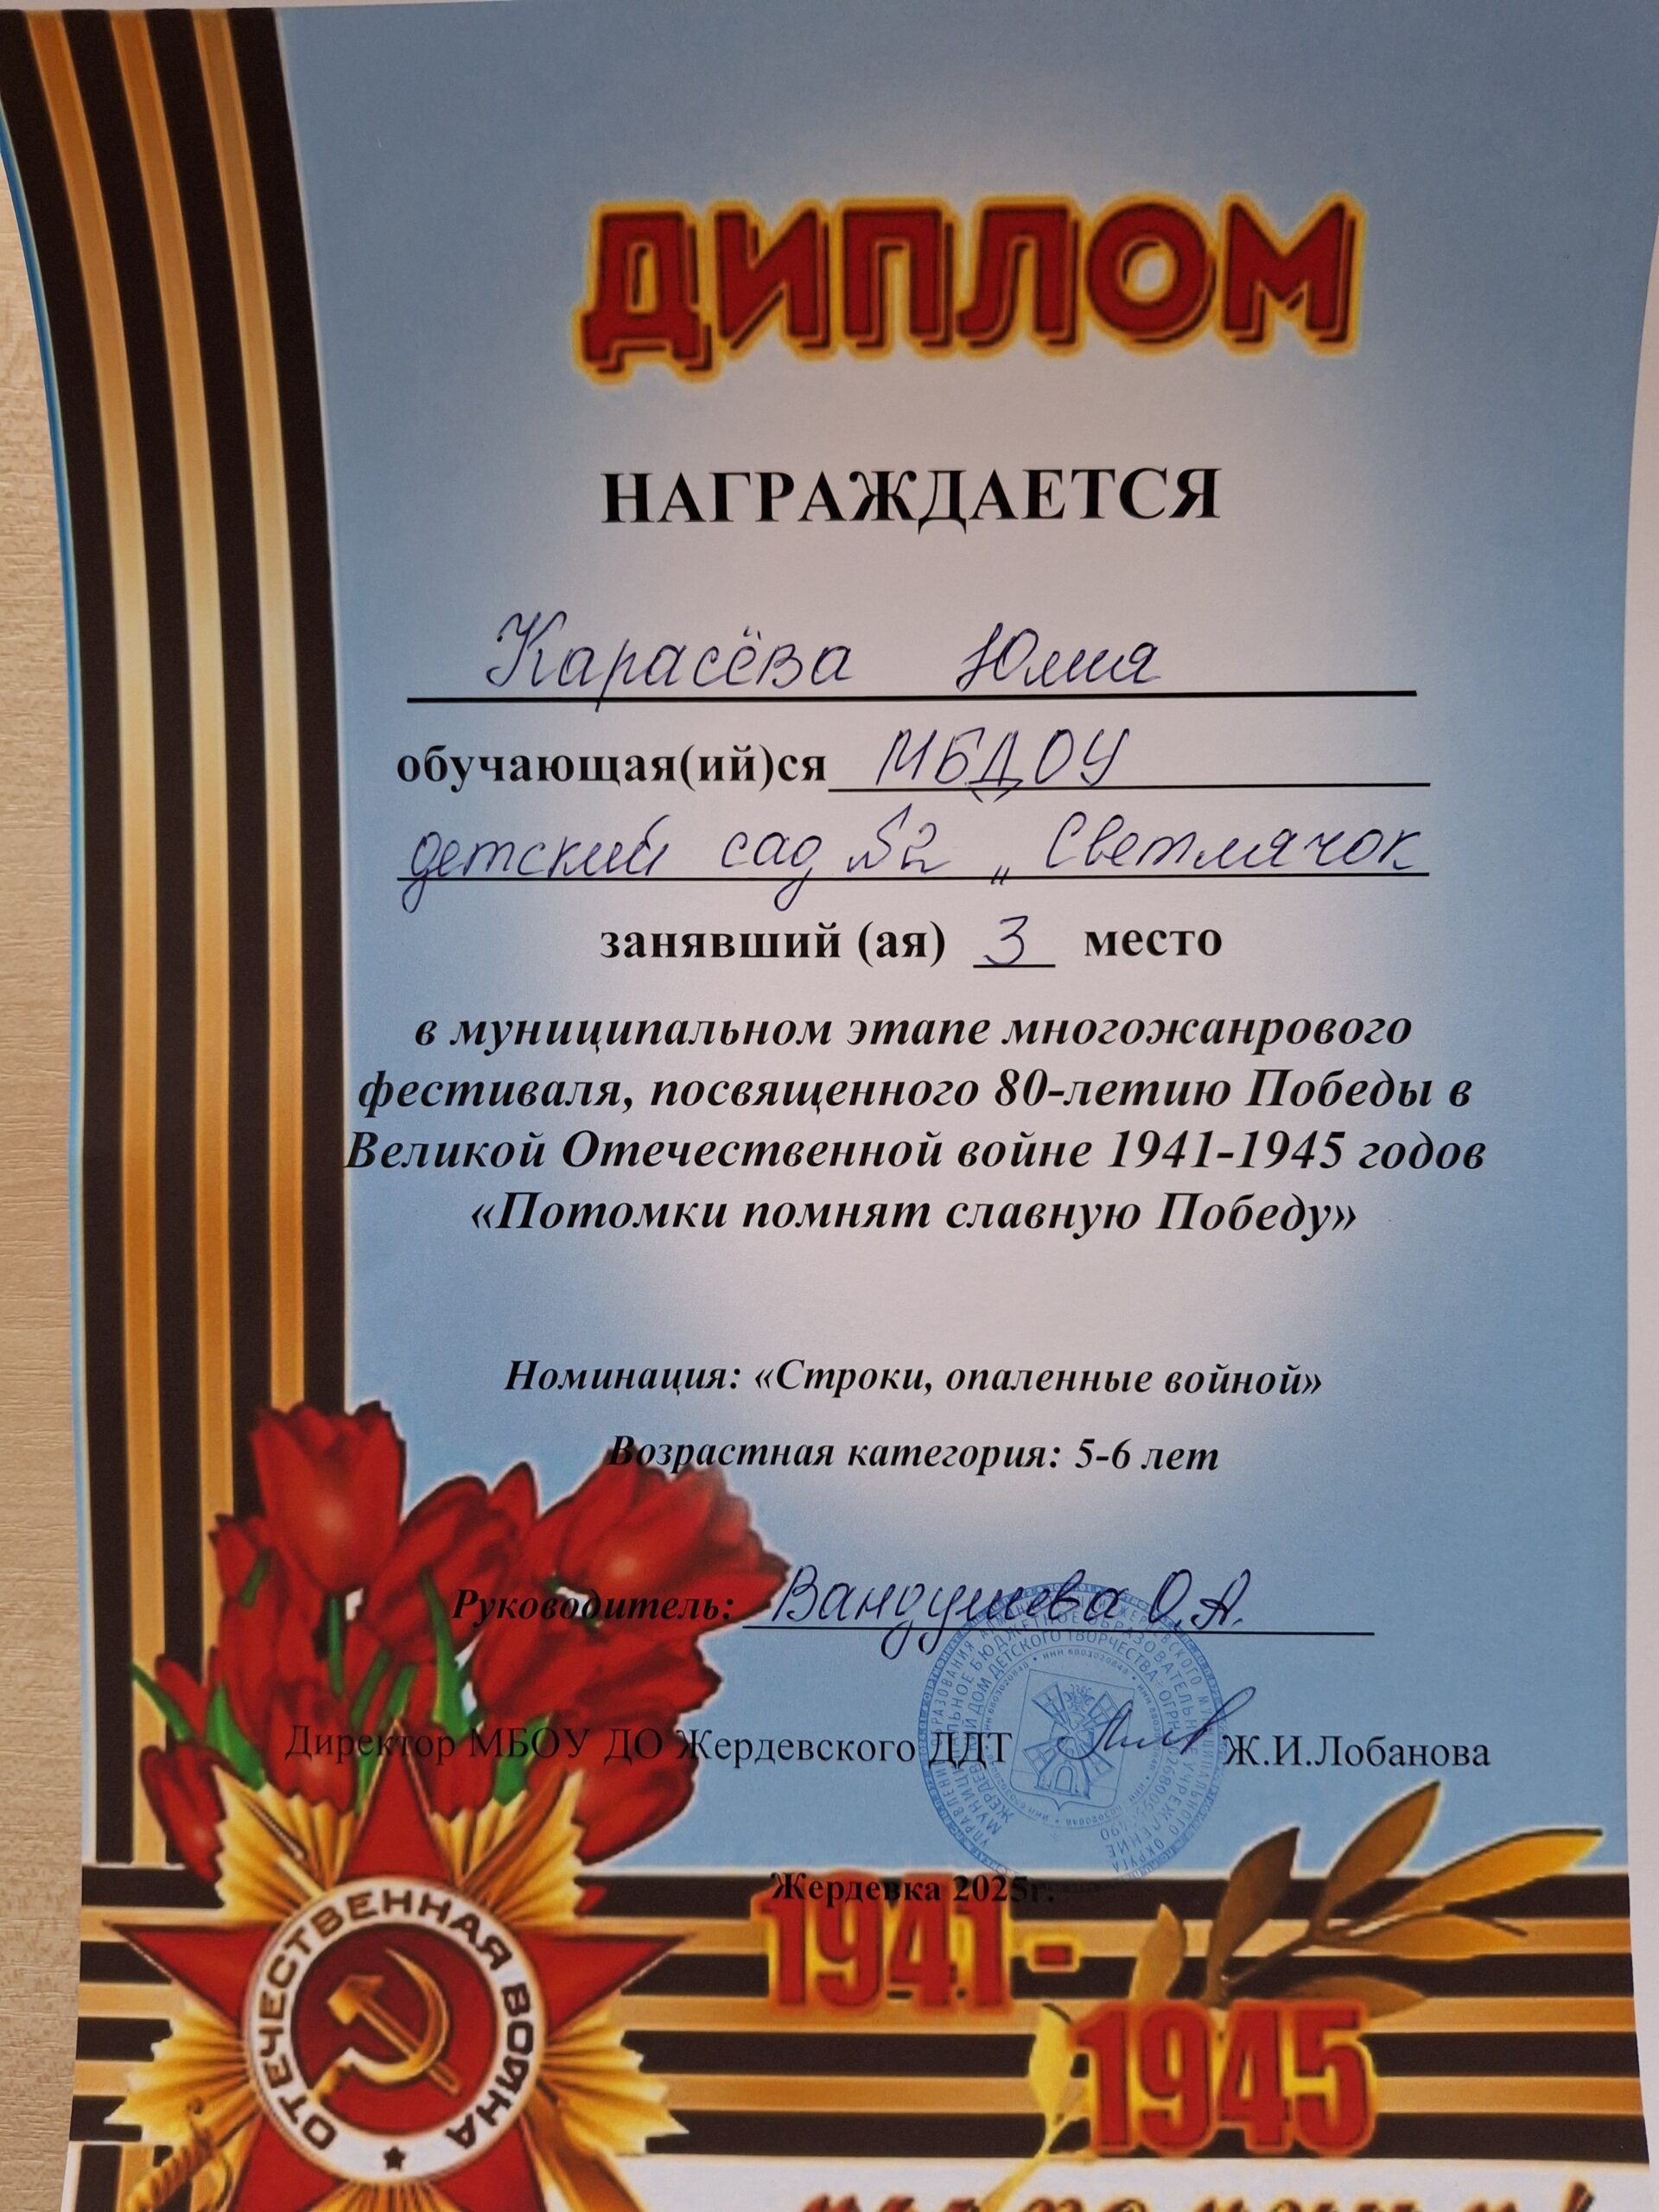 ДИПЛОМ
НАГРАЖДАЕТСЯ
Карасёва Юлия
обучающая(ий)ся МБДОУ
детский сад №2 „Светлячок
занявший (ая) 3 место
в муниципальном этапе многожанрового
фестиваля, посвященного 80-летию Победы в
Великой Отечественной войне 1941-1945 годов
«Потомки помнят славную Победу»
Номинация: «Строки, опаленные войной»
Возрастная категория: 5-6 лет
Руководитель: Вандушева О.А.
Директор МБОУ ДО Жердевского ДДТ Ж.И.Лобанова
Жердевка 2025г.
1941-
1945
ОТЕЧЕСТВЕННАЯ ВОЙНА